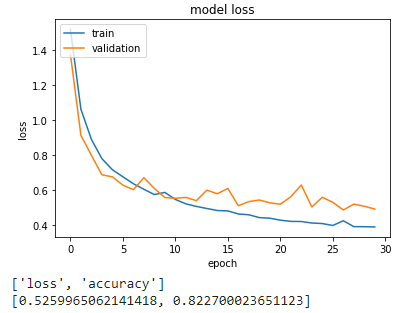 model loss
train
validation
1.4
1.2
1.0
0.8
0.6
0.4
loss
0 5 10 15 20 25 30
epoch
['loss', 'accuracy']
[0.5259965062141418, 0.822700023651123]